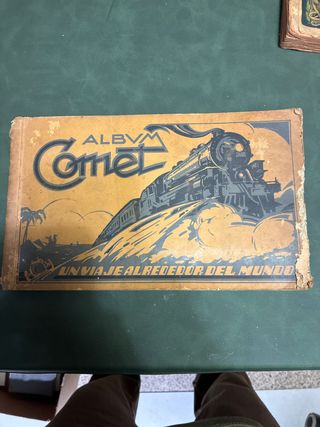 ALBVM
Comet
UN VIAJE ALREDEDOR DEL MUNDO